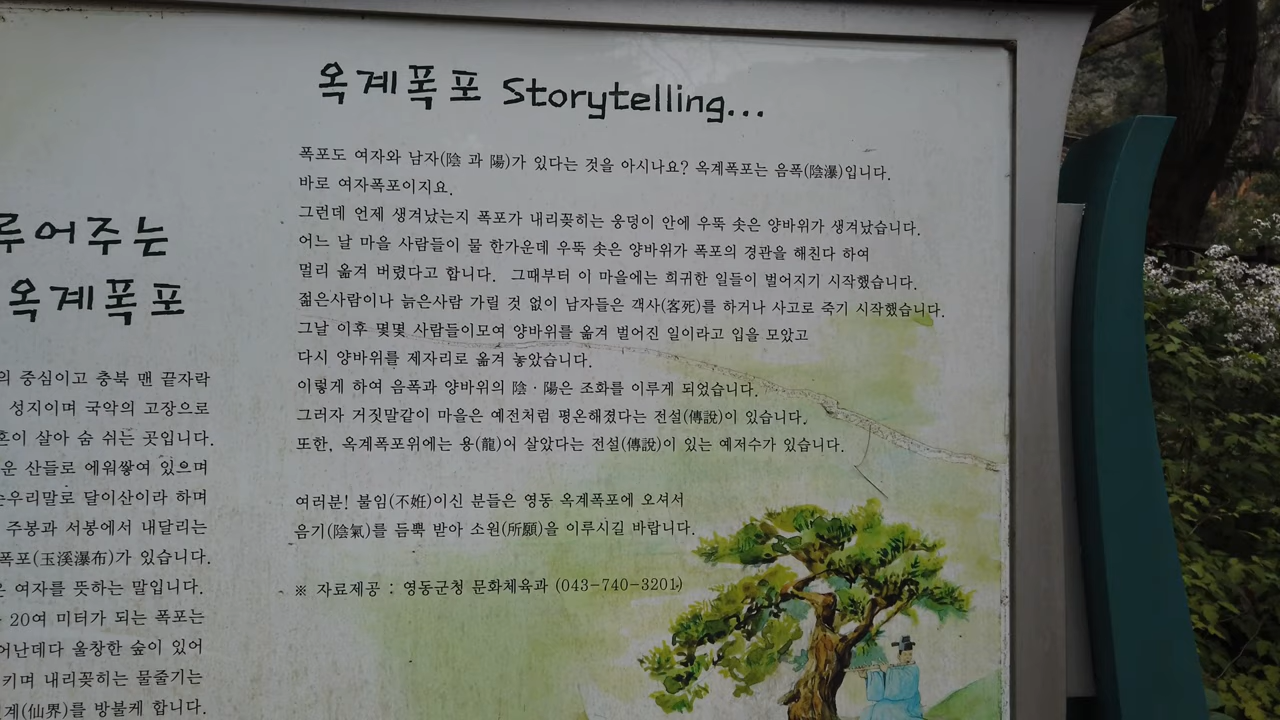 루어주는
옥계폭포
의 중심이고 충북 맨 끝자락
성지이며 국악의 고장으로
혼이 살아 숨 쉬는 곳입니다.
운 산들로 에워쌓여 있으며
순우리말로 달이산이라 하며
주봉과 서봉에서 내달리는
폭포(玉溪瀑布)가 있습니다.
은 여자를 뜻하는 말입니다.
20여 미터가 되는 폭포는
어난데다 울창한 숲이 있어
키며 내리꽂히는 물줄기는
계(仙界)를 방불케 합니다.
옥계폭포 Storytelling...
폭포도 여자와 남자(陰 과 陽)가 있다는 것을 아시나요? 옥계폭포는 음폭(陰瀑)입니다.
바로 여자폭포이지요.
그런데 언제 생겨났는지 폭포가 내리꽂히는 웅덩이 안에 우뚝 솟은 양바위가 생겨났습니다.
어느 날 마을 사람들이 물 한가운데 우뚝 솟은 양바위가 폭포의 경관을 해친다 하여
멀리 옮겨 버렸다고 합니다. 그때부터 이 마을에는 희귀한 일들이 벌어지기 시작했습니다.
젊은사람이나 늙은사람 가릴 것 없이 남자들은 객사(客死)를 하거나 사고로 죽기 시작했습니다.
그날 이후 몇몇 사람들이모여 양바위를 옮겨 벌어진 일이라고 입을 모았고
다시 양바위를 제자리로 옮겨 놓았습니다.
이렇게 하여 음폭과 양바위의 陰 · 陽은 조화를 이루게 되었습니다.
그러자 거짓말같이 마을은 예전처럼 평온해졌다는 전설(傳說)이 있습니다.
또한, 옥계폭포위에는 용(龍)이 살았다는 전설(傳說)이 있는 예저수가 있습니다.
여러분! 불임(不姙)이신 분들은 영동 옥계폭포에 오셔서
음기(陰氣)를 듬뿍 받아 소원(所願)을 이루시길 바랍니다.
※ 자료제공 : 영동군청 문화체육과 (043-740-3201)